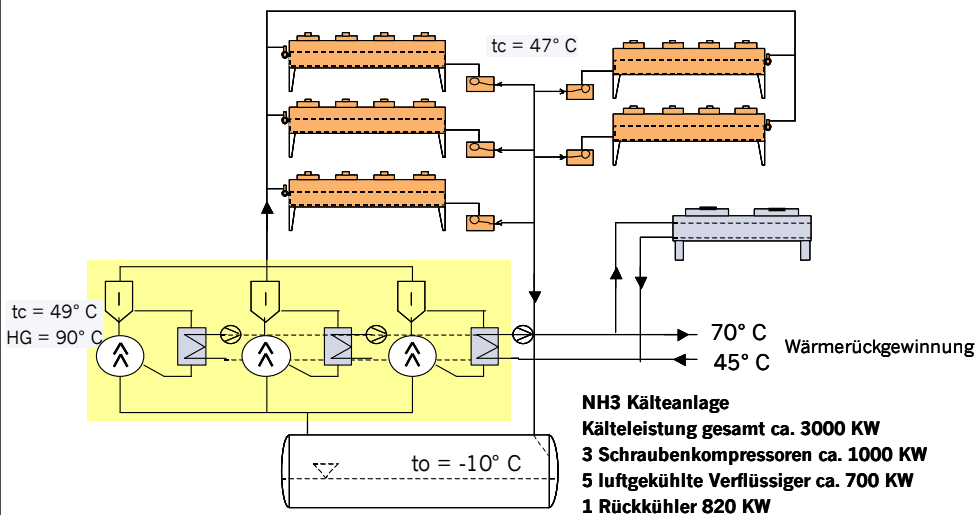 tc = 47° C
tc = 49° C
HG = 90° C
70° C
45° C
Wärmerückgewinnung
to = -10° C
NH3 Kälteanlage
Kälteleistung gesamt ca. 3000 KW
3 Schraubenkompressoren ca. 1000 KW
5 luftgekühlte Verflüssiger ca. 700 KW
1 Rückkühler 820 KW